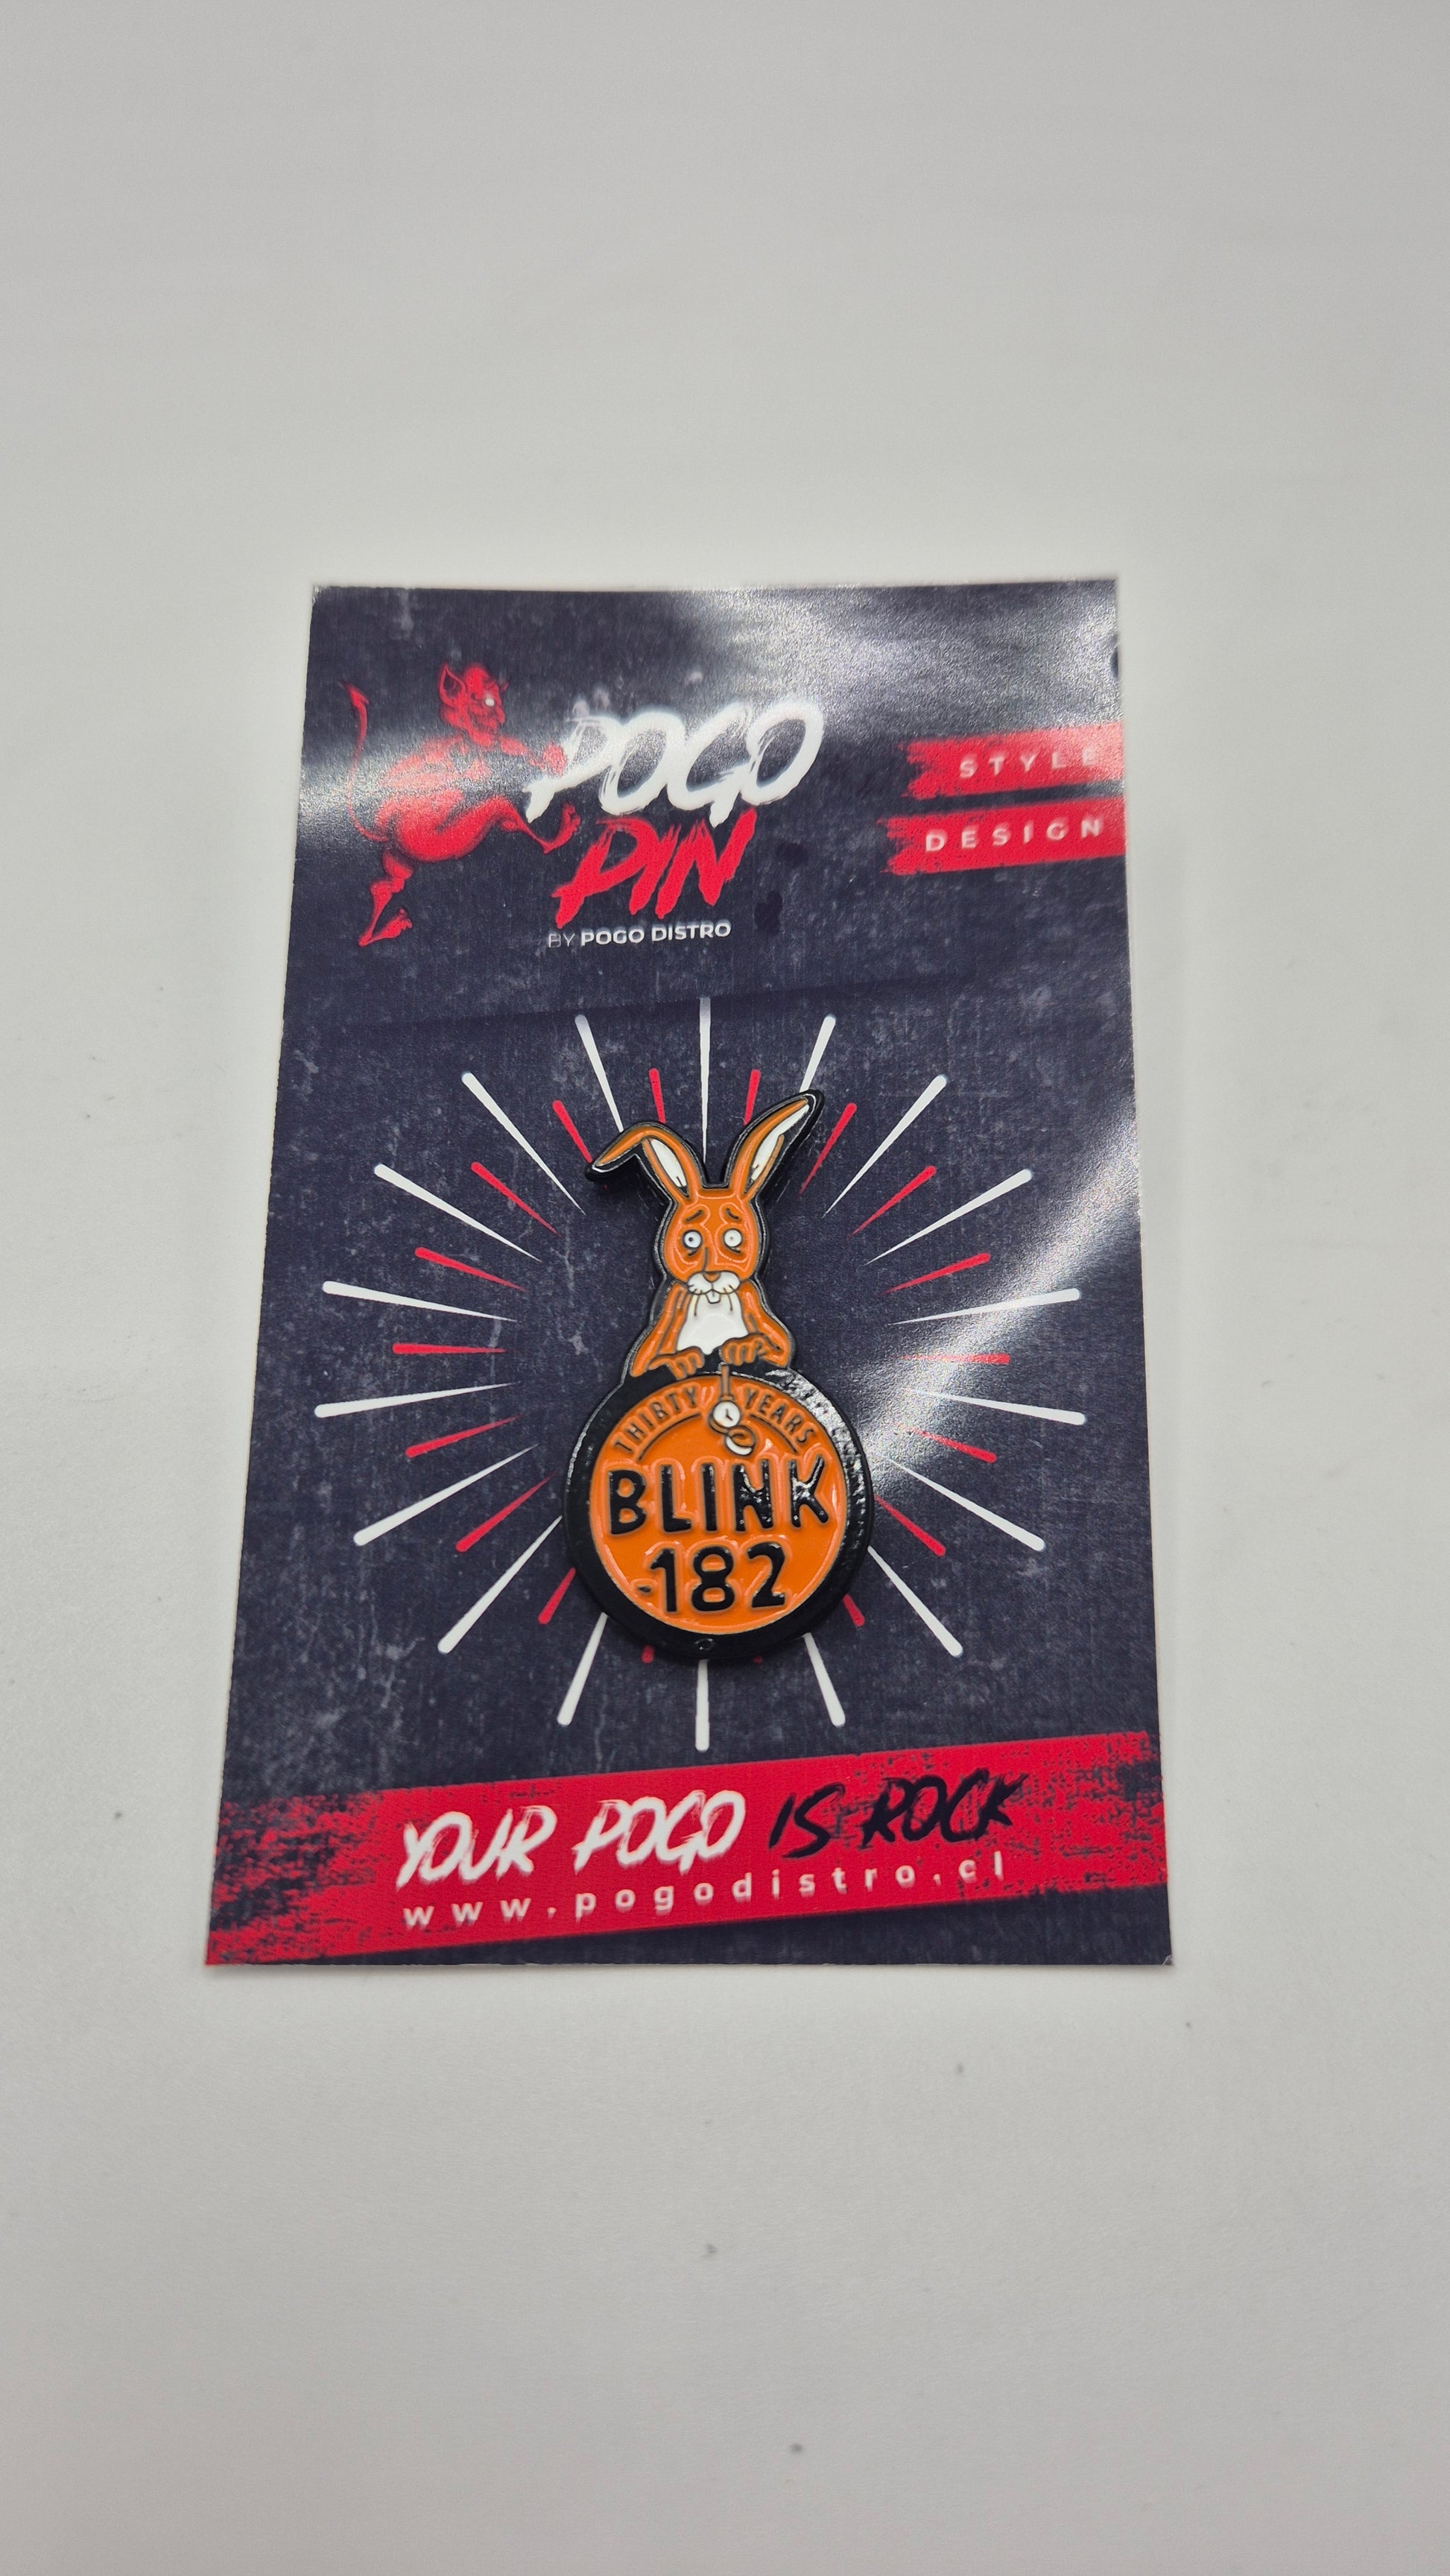 POGO
PIN
BY POGO DISTRO
STYLE
DESIGN
THIRTY YEARS
BLINK
-182
YOUR POGO IS ROCK
www.pogodistro.cl